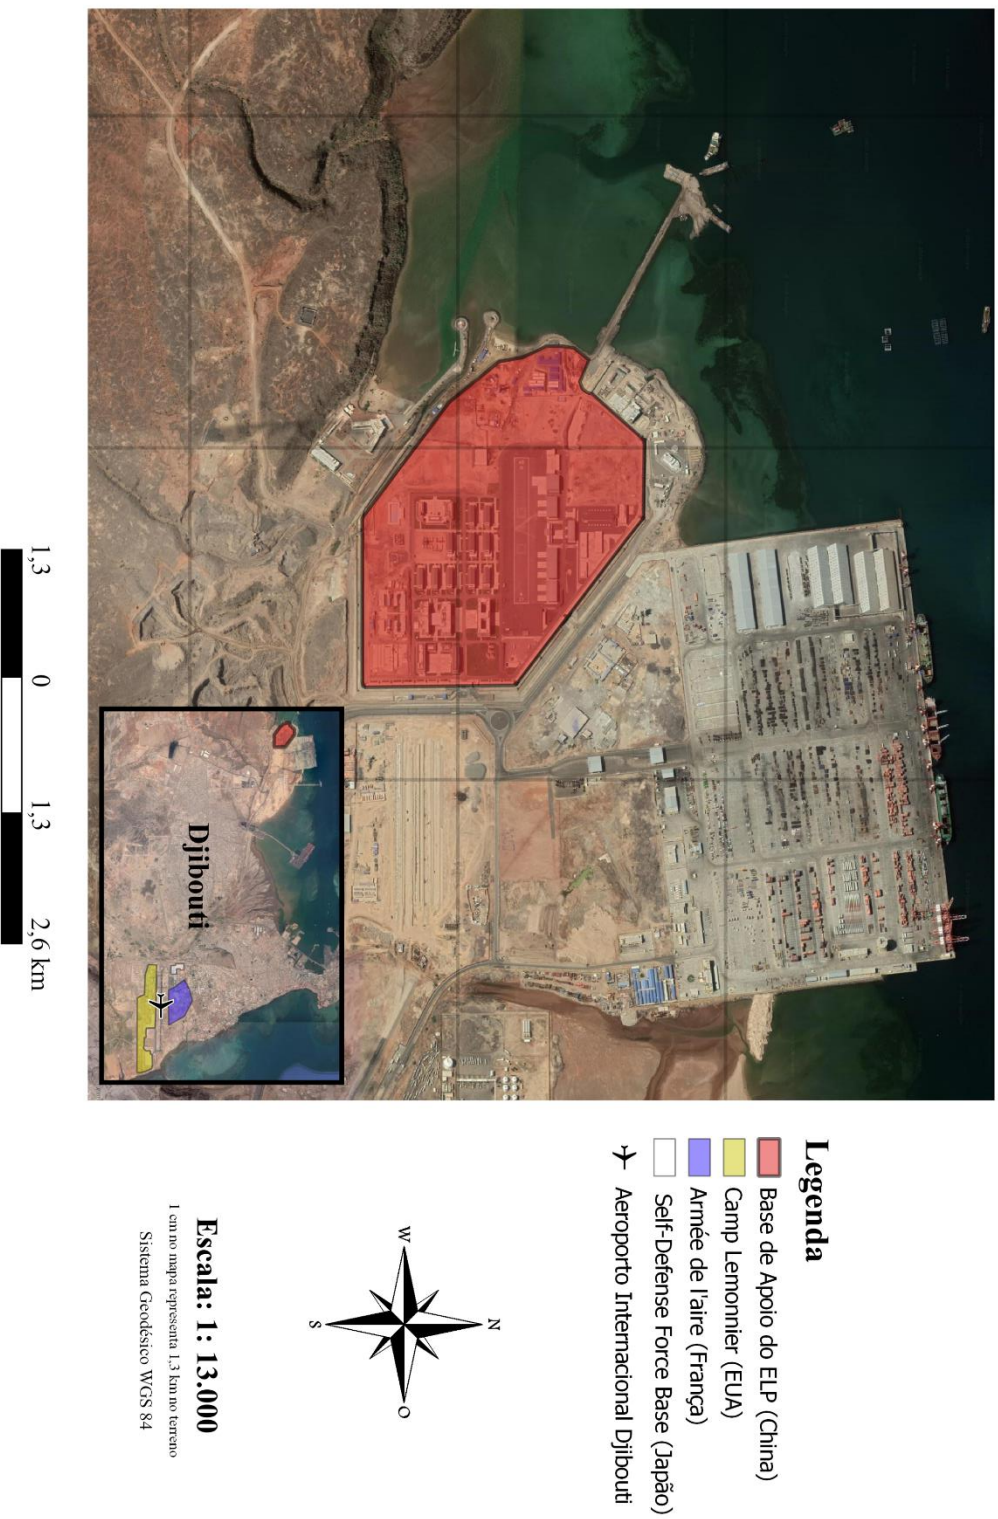 Djibouti
Legenda
Base de Apoio do ELP (China)
Camp Lemonnier (EUA)
Armée de l'aire (França)
Self-Defense Force Base (Japão)
Aeroporto Internacional Djibouti
N
W
O
S
Escala: 1: 13.000
1 cm no mapa representa 1,3 km no terreno
Sistema Geodésico WGS 84
1,3 0 1,3 2,6 km